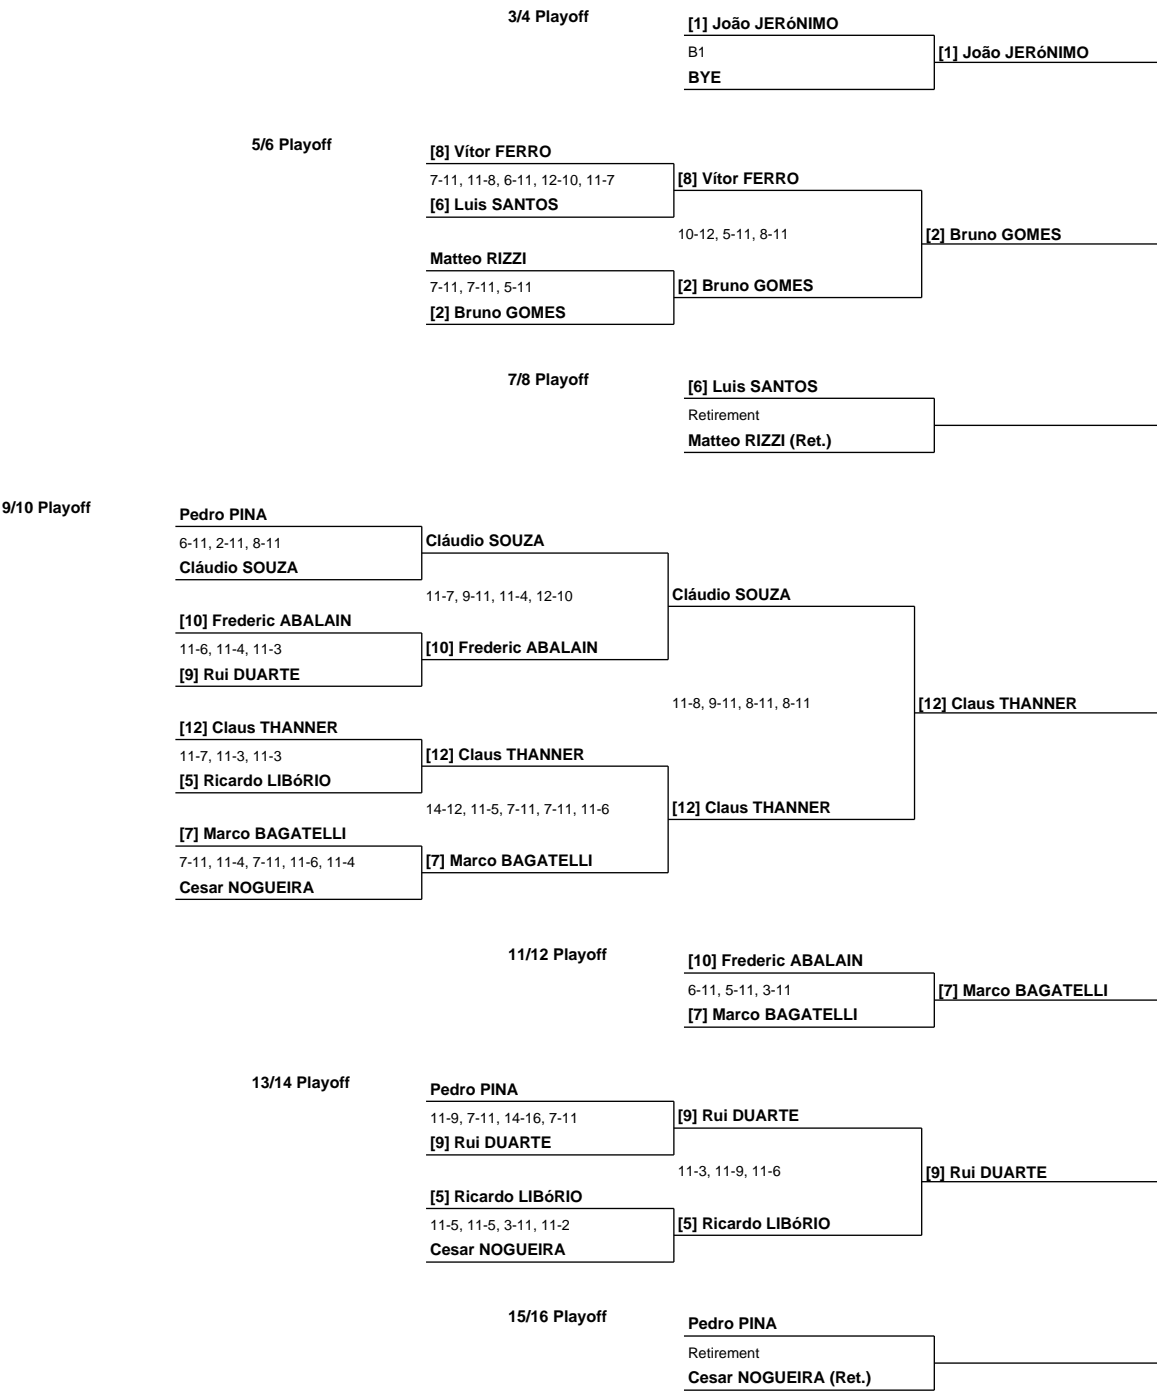 3/4 Playoff
[1] João JERóNIMO
B1
[1] João JERóNIMO
BYE
5/6 Playoff
[8] Vítor FERRO
7-11, 11-8, 6-11, 12-10, 11-7
[8] Vítor FERRO
[6] Luis SANTOS
10-12, 5-11, 8-11
[2] Bruno GOMES
Matteo RIZZI
7-11, 7-11, 5-11
[2] Bruno GOMES
[2] Bruno GOMES
7/8 Playoff
[6] Luis SANTOS
Retirement
Matteo RIZZI (Ret.)
9/10 Playoff
Pedro PINA
6-11, 2-11, 8-11
Cláudio SOUZA
Cláudio SOUZA
11-7, 9-11, 11-4, 12-10
Cláudio SOUZA
[10] Frederic ABALAIN
11-6, 11-4, 11-3
[10] Frederic ABALAIN
[9] Rui DUARTE
11-8, 9-11, 8-11, 8-11
[12] Claus THANNER
[12] Claus THANNER
11-7, 11-3, 11-3
[12] Claus THANNER
[5] Ricardo LIBóRIO
14-12, 11-5, 7-11, 7-11, 11-6
[12] Claus THANNER
[7] Marco BAGATELLI
7-11, 11-4, 7-11, 11-6, 11-4
[7] Marco BAGATELLI
Cesar NOGUEIRA
11/12 Playoff
[10] Frederic ABALAIN
6-11, 5-11, 3-11
[7] Marco BAGATELLI
[7] Marco BAGATELLI
13/14 Playoff
Pedro PINA
11-9, 7-11, 14-16, 7-11
[9] Rui DUARTE
[9] Rui DUARTE
11-3, 11-9, 11-6
[9] Rui DUARTE
[5] Ricardo LIBóRIO
11-5, 11-5, 3-11, 11-2
[5] Ricardo LIBóRIO
Cesar NOGUEIRA
15/16 Playoff
Pedro PINA
Retirement
Cesar NOGUEIRA (Ret.)